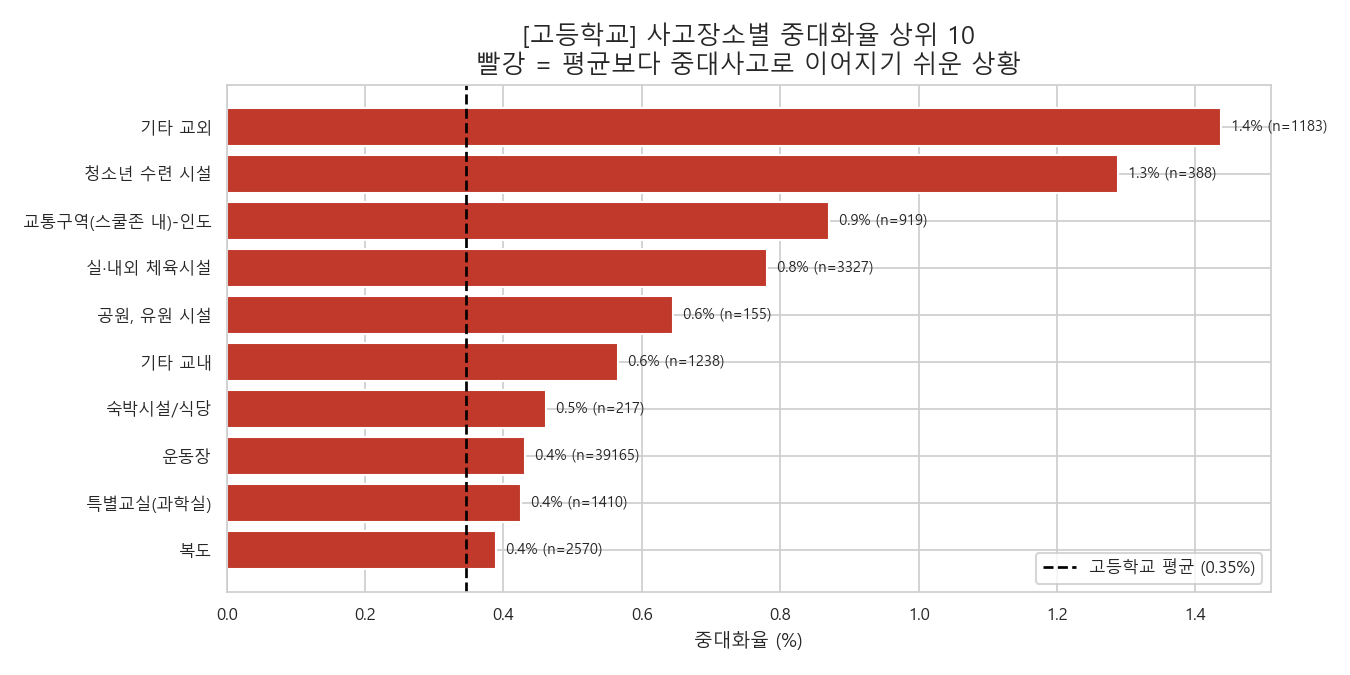 [고등학교] 사고장소별 중대화율 상위 10
빨강 = 평균보다 중대사고로 이어지기 쉬운 상황
기타 교외
1.4% (n=1183)
청소년 수련 시설
1.3% (n=388)
교통구역(스쿨존 내)-인도
0.9% (n=919)
실·내외 체육시설
0.8% (n=3327)
공원, 유원 시설
0.6% (n=155)
기타 교내
0.6% (n=1238)
숙박시설/식당
0.5% (n=217)
운동장
0.4% (n=39165)
특별교실(과학실)
0.4% (n=1410)
복도
0.4% (n=2570)
고등학교 평균 (0.35%)
0.0 0.2 0.4 0.6 0.8 1.0 1.2 1.4
중대화율 (%)